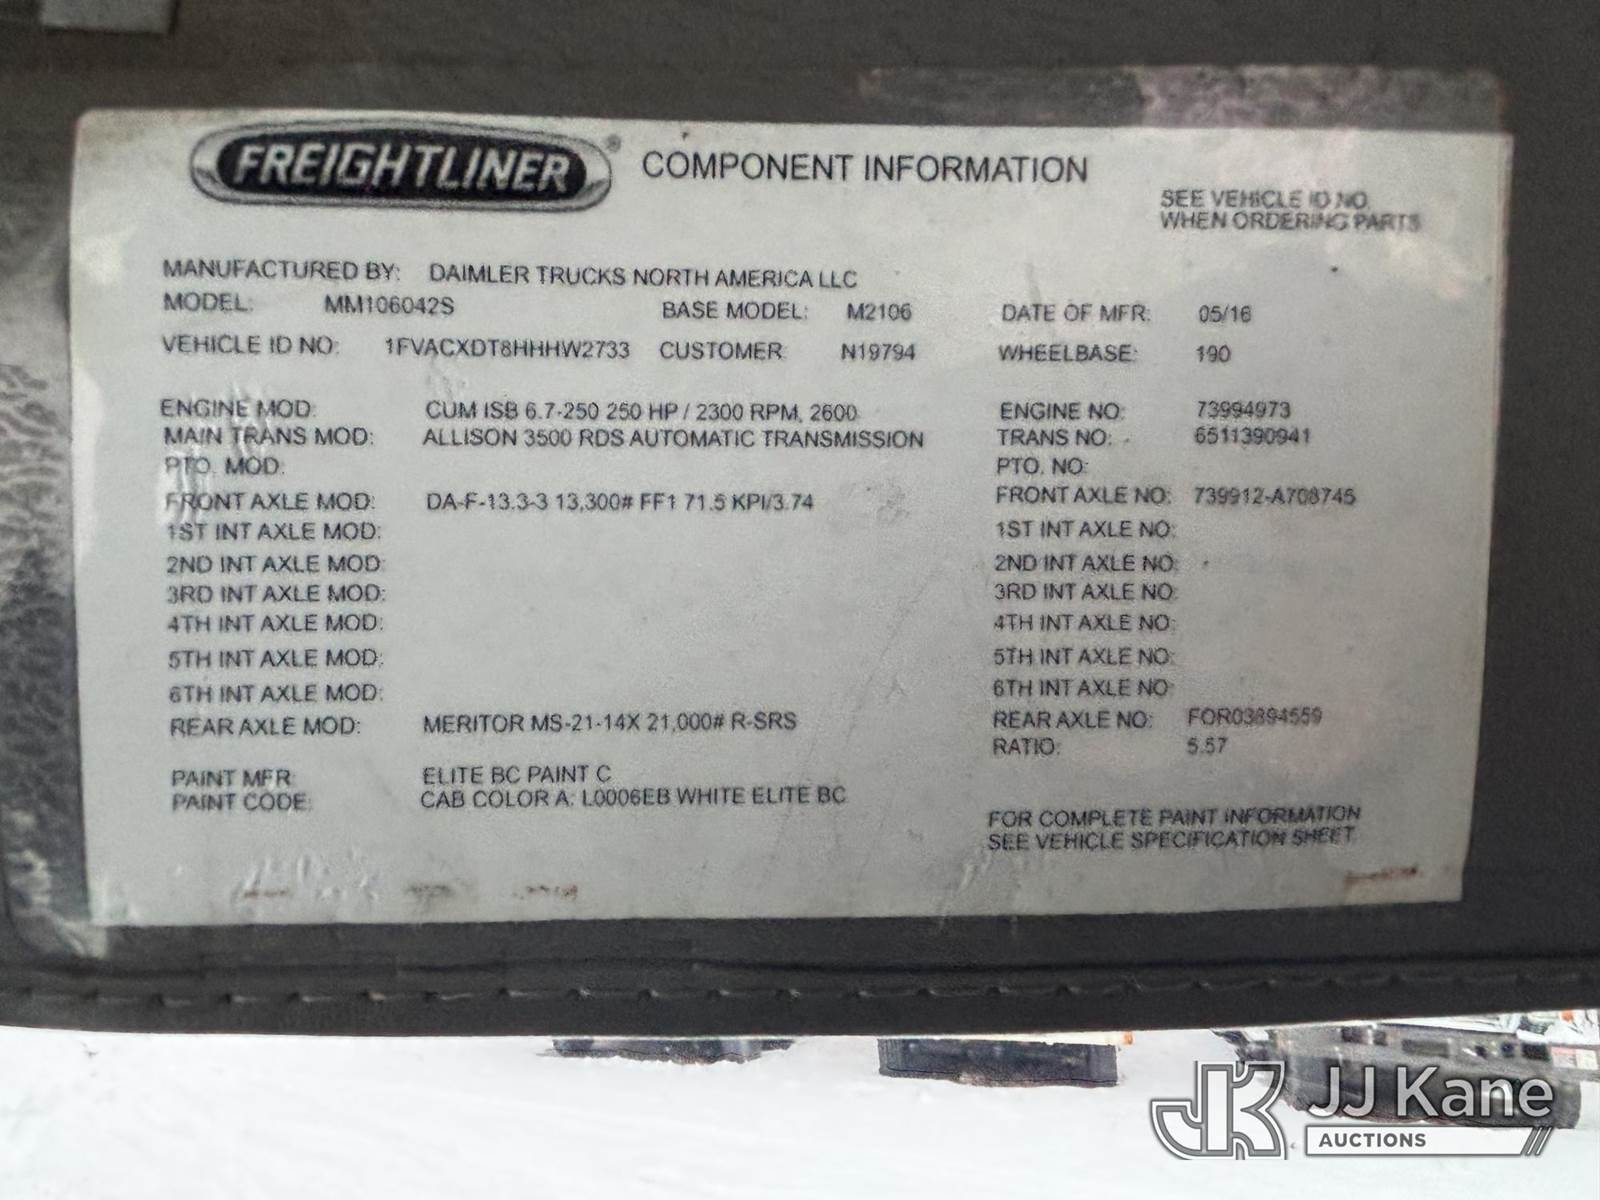 FREIGHTLINER® COMPONENT INFORMATION
SEE VEHICLE ID NO.
WHEN ORDERING PARTS
MANUFACTURED BY: DAIMLER TRUCKS NORTH AMERICA LLC
MODEL: MM106042S BASE MODEL: M2106 DATE OF MFR: 05/16
VEHICLE ID NO: 1FVACXDT8HHHW2733 CUSTOMER: N19794 WHEELBASE: 190
ENGINE MOD: CUM ISB 6.7-250 250 HP / 2300 RPM, 2600 ENGINE NO: 73994973
MAIN TRANS MOD: ALLISON 3500 RDS AUTOMATIC TRANSMISSION TRANS NO: 6511390941
PTO. MOD: PTO. NO:
FRONT AXLE MOD: DA-F-13.3-3 13,300# FF1 71.5 KPI/3.74 FRONT AXLE NO: 739912-A708745
1ST INT AXLE MOD: 1ST INT AXLE NO:
2ND INT AXLE MOD: 2ND INT AXLE NO:
3RD INT AXLE MOD: 3RD INT AXLE NO:
4TH INT AXLE MOD: 4TH INT AXLE NO:
5TH INT AXLE MOD: 5TH INT AXLE NO:
6TH INT AXLE MOD: 6TH INT AXLE NO:
REAR AXLE MOD: MERITOR MS-21-14X 21,000# R-SRS REAR AXLE NO: FOR03894559
RATIO: 5.57
PAINT MFR: ELITE BC PAINT C
PAINT CODE: CAB COLOR A: L0006EB WHITE ELITE BC
FOR COMPLETE PAINT INFORMATION
SEE VEHICLE SPECIFICATION SHEET
JK JJ Kane
AUCTIONS